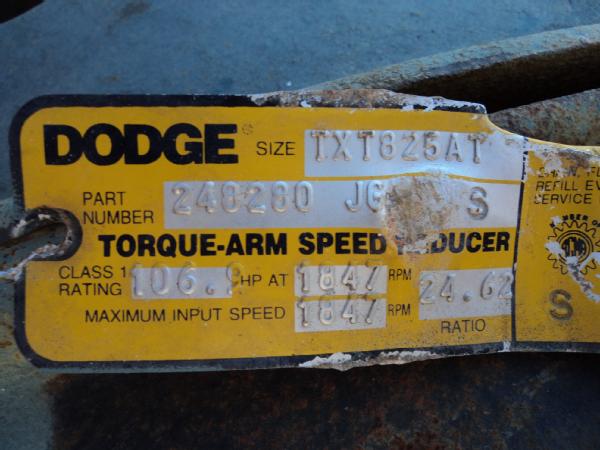 DODGE SIZE TXT825AT
PART NUMBER 248280 JG S
TORQUE-ARM SPEED REDUCER
CLASS 1 RATING 106.9 HP AT 1847 RPM
MAXIMUM INPUT SPEED 1847 RPM
24.62 RATIO
REFILL
SERVICE
S